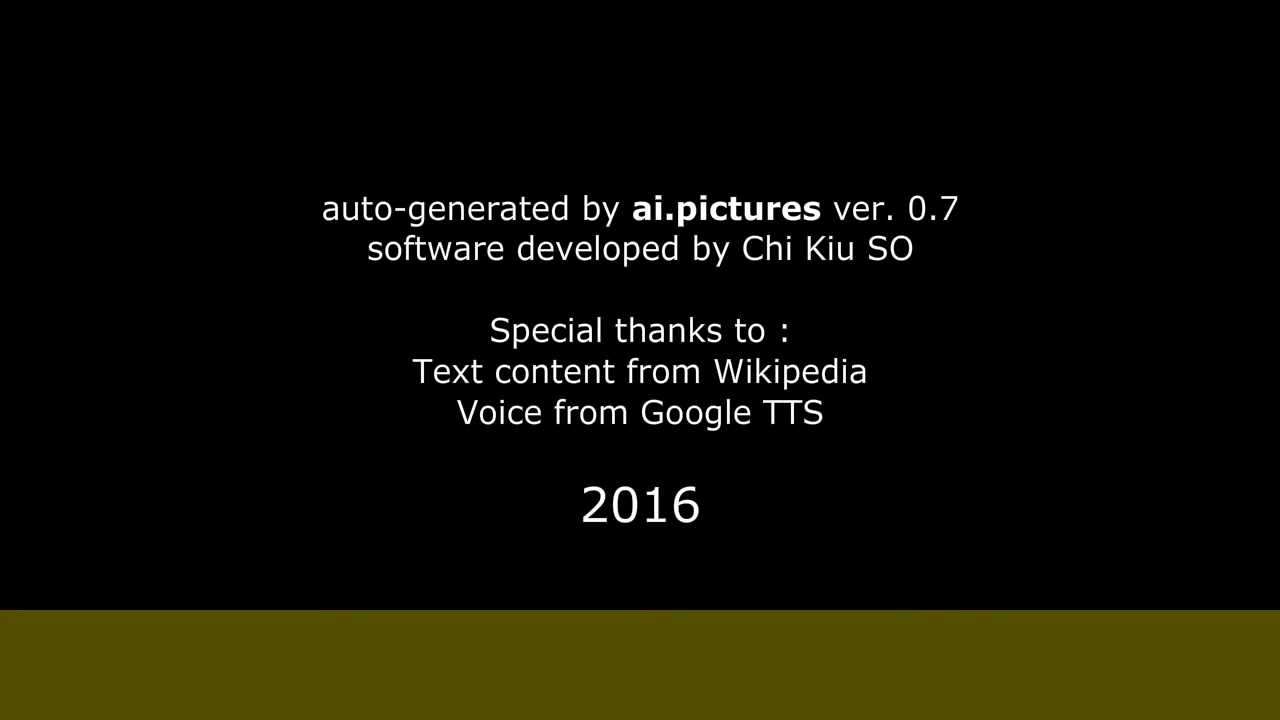 auto-generated by ai.pictures ver. 0.7
software developed by Chi Kiu SO
Special thanks to :
Text content from Wikipedia
Voice from Google TTS
2016